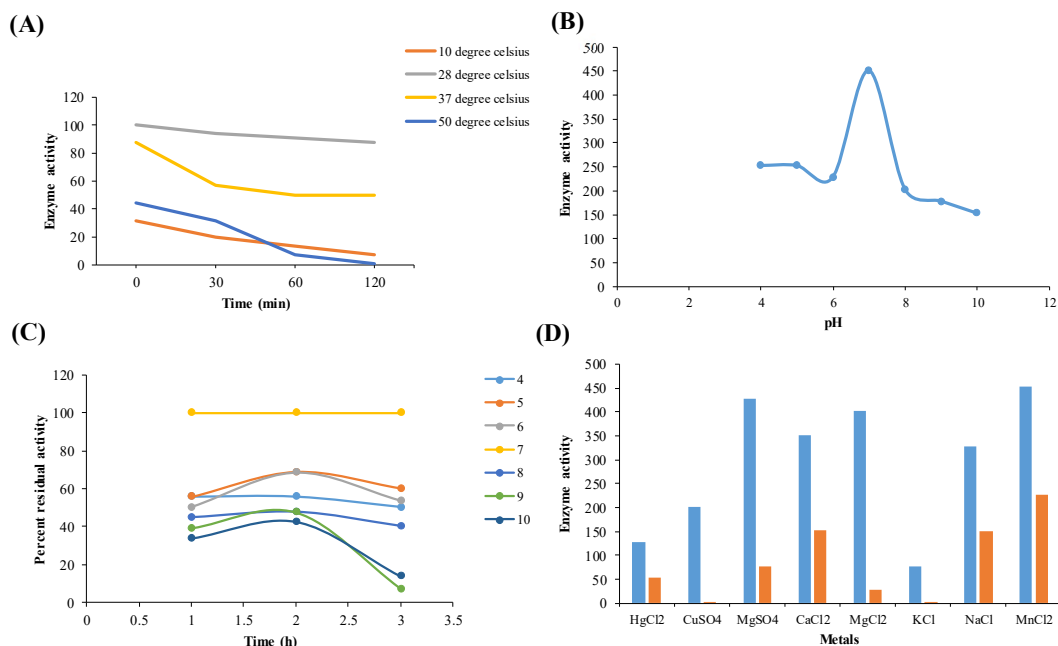 (A)
10 degree celsius
28 degree celsius
37 degree celsius
50 degree celsius
120
100
80
60
40
20
0
Enzyme activity
0 30 60 120
Time (min)
(B)
500
450
400
350
300
250
200
150
100
50
0
Enzyme activity
0 2 4 6 8 10 12
pH
(C)
120
100
80
60
40
20
0
Percent residual activity
0 0.5 1 1.5 2 2.5 3 3.5
Time (h)
4
5
6
7
8
9
10
(D)
500
450
400
350
300
250
200
150
100
50
0
Enzyme activity
HgCl2 CuSO4 MgSO4 CaCl2 MgCl2 KCl NaCl MnCl2
Metals